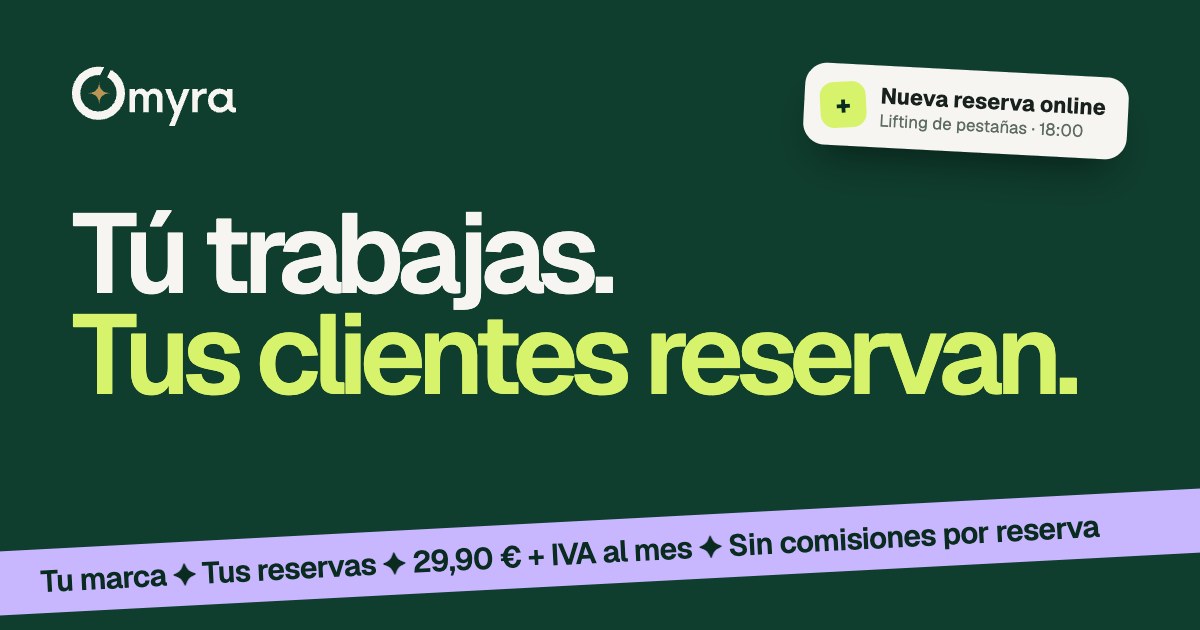 Omyra
+ Nueva reserva online
Lifting de pestañas · 18:00
Tú trabajas.
Tus clientes reservan.
Tu marca ✦ Tus reservas ✦ 29,90 € + IVA al mes ✦ Sin comisiones por reserva